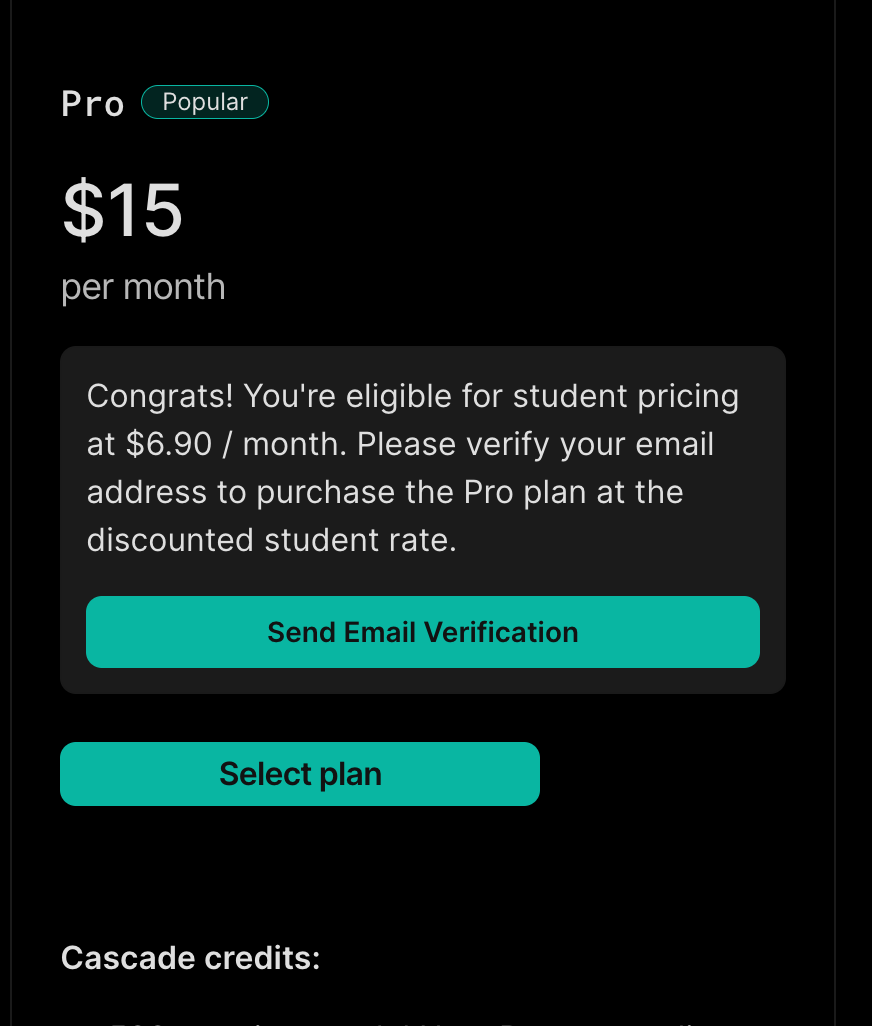 Pro
Popular
$15
per month
Congrats! You're eligible for student pricing
at $6.90 / month. Please verify your email
address to purchase the Pro plan at the
discounted student rate.
Send Email Verification
Select plan
Cascade credits: